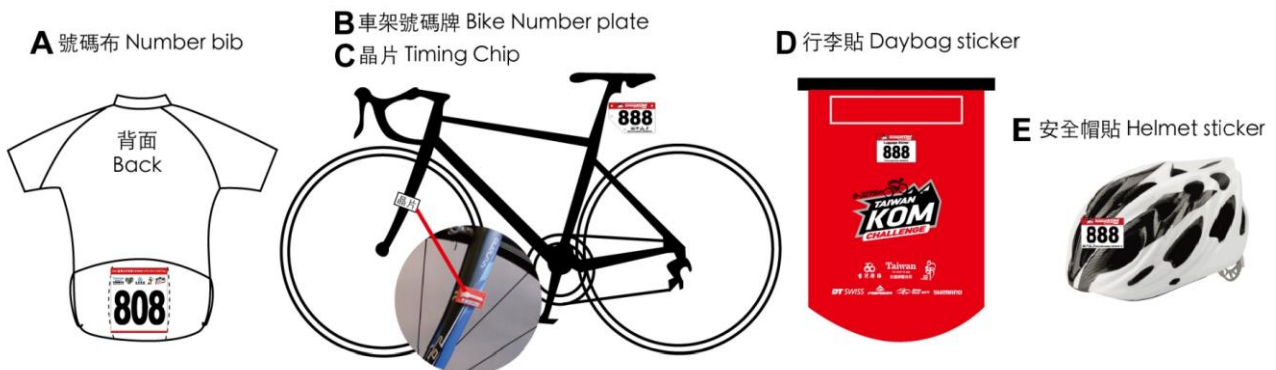 A 號碼布 Number bib
背面
Back
808
B 車架號碼牌 Bike Number plate
C 晶片 Timing Chip
888
晶片
D 行李貼 Daybag sticker
888
TAIWAN
KOM
CHALLENGE
Taiwan
DT SWISS
SHIMANO
E 安全帽貼 Helmet sticker
888